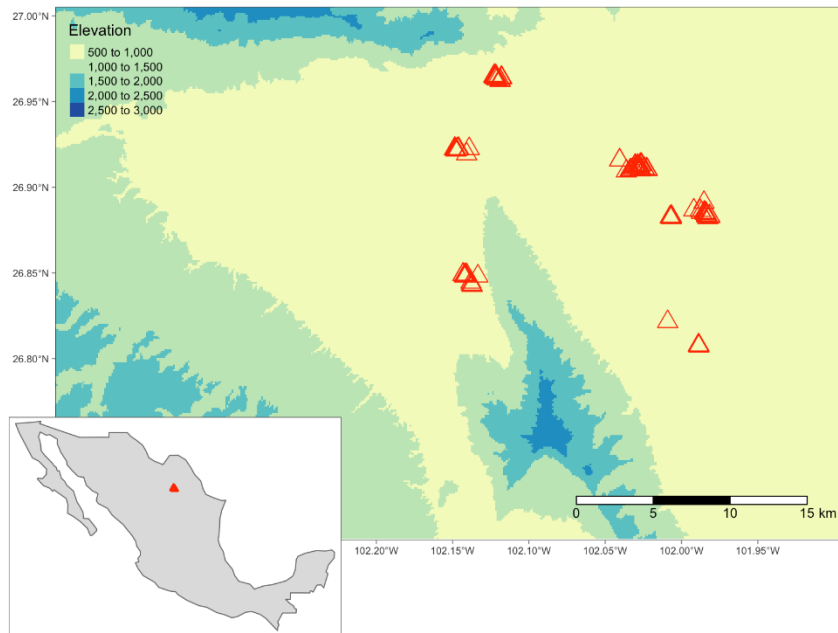 27.00°N
Elevation
500 to 1,000
1,000 to 1,500
1,500 to 2,000
2,000 to 2,500
2,500 to 3,000
26.95°N
26.90°N
26.85°N
26.80°N
0 5 10 15 km
102.20°W 102.15°W 102.10°W 102.05°W 102.00°W 101.95°W